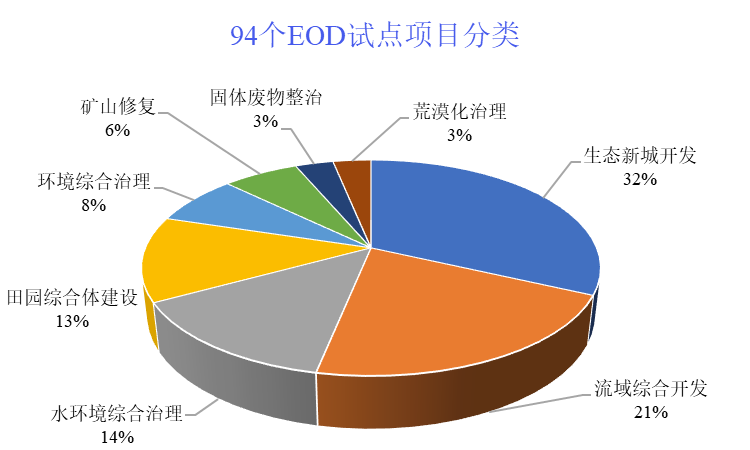 94个EOD试点项目分类
固体废物整治
3%
荒漠化治理
3%
矿山修复
6%
生态新城开发
32%
环境综合治理
8%
田园综合体建设
13%
流域综合开发
21%
水环境综合治理
14%